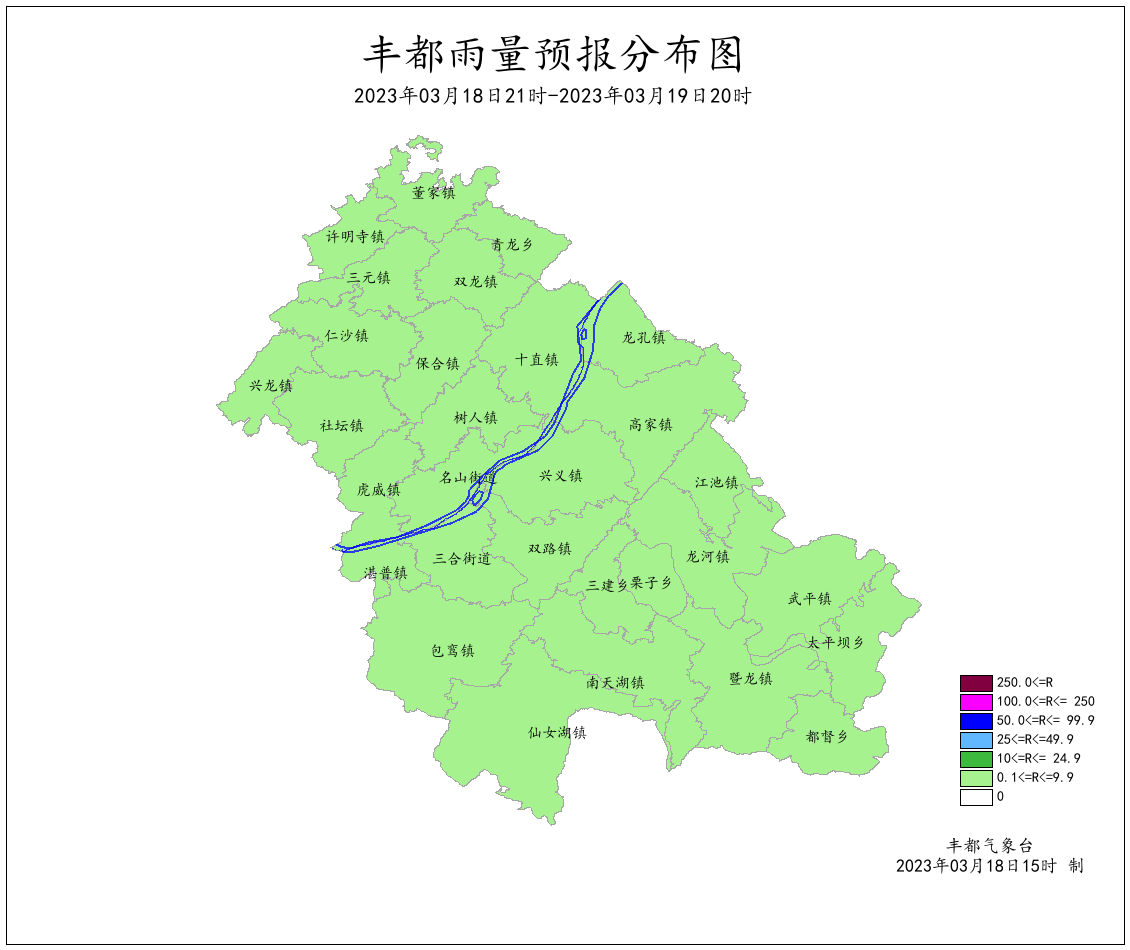 丰都雨量预报分布图
2023年03月18日21时-2023年03月19日20时
董家镇
许明寺镇
青龙乡
三元镇
双龙镇
仁沙镇
龙孔镇
保合镇
十直镇
兴龙镇
树人镇
社坛镇
高家镇
名山街道
兴义镇
虎威镇
江池镇
三合街道
双路镇
龙河镇
湛普镇
三建乡
栗子乡
武平镇
太平坝乡
包鸾镇
南天湖镇
暨龙镇
仙女湖镇
都督乡
250.0<=R
100.0<=R<= 250
50.0<=R<= 99.9
25<=R<=49.9
10<=R<= 24.9
0.1<=R<=9.9
0
丰都气象台
2023年03月18日15时 制